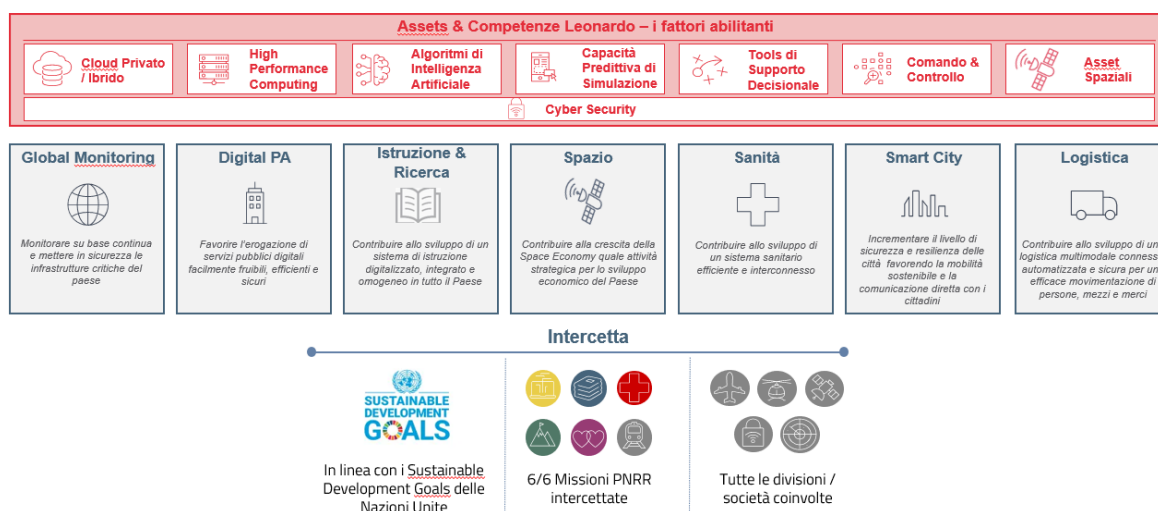 Assets & Competenze Leonardo – i fattori abilitanti
Cloud Privato
/ Ibrido
High
Performance
Computing
Algoritmi di
Intelligenza
Artificiale
Capacità
Predittiva di
Simulazione
Tools di
Supporto
Decisionale
Comando &
Controllo
Asset
Spaziali
Cyber Security
Global Monitoring
Monitorare su base continua
e mettere in sicurezza le
infrastrutture critiche del
paese
Digital PA
Favorire l'erogazione di
servizi pubblici digitali
facilmente fruibili, efficienti e
sicuri
Istruzione &
Ricerca
Contribuire allo sviluppo di un
sistema di istruzione
digitalizzato, integrato e
omogeneo in tutto il Paese
Spazio
Contribuire alla crescita della
Space Economy quale attività
strategica per lo sviluppo
economico del Paese
Sanità
Contribuire allo sviluppo di
un sistema sanitario
efficiente e interconnesso
Smart City
Incrementare il livello di
sicurezza e resilienza delle
città favorendo la mobilità
sostenibile e la
comunicazione diretta con i
cittadini
Logistica
Contribuire allo sviluppo di un
logistica multimodale conness
automatizzata e sicura per un
efficace movimentazione di
persone, mezzi e merci
Intercetta
SUSTAINABLE
DEVELOPMENT
GOALS
In linea con i Sustainable
Development Goals delle
Nazioni Unite
6/6 Missioni PNRR
intercettate
Tutte le divisioni /
società coinvolte